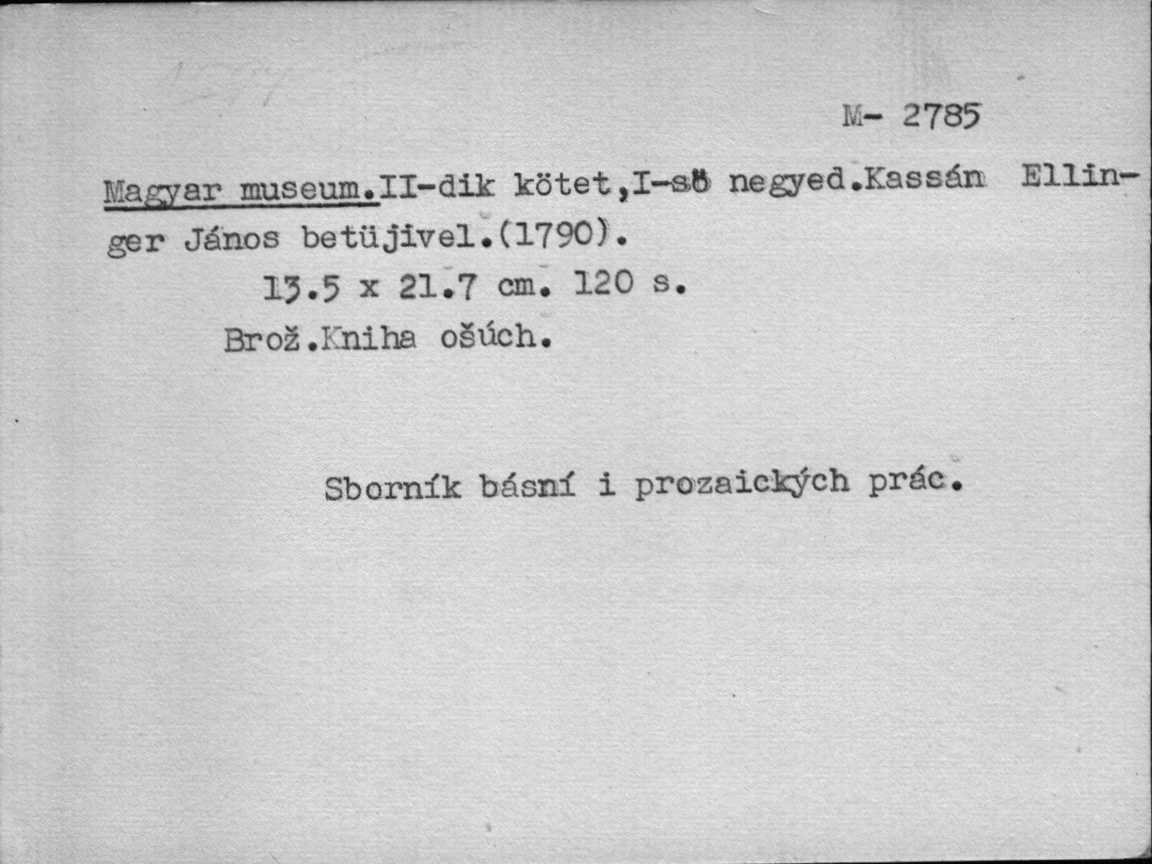 M- 2785
Magyar museum.II-dik kötet,I-sö negyed.Kassán Ellin-
ger János betüjivel.(1790).
13.5 x 21.7 cm. 120 s.
Brož.Kniha ošúch.
Sborník básní i prozaických prác.